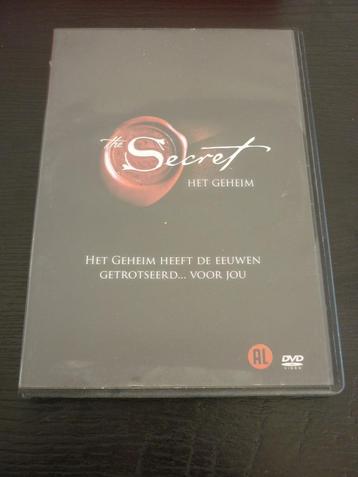 the Secret
HET GEHEIM
HET GEHEIM HEEFT DE EEUWEN
GETROTSEERD... VOOR JOU
AL
DVD
VIDEO